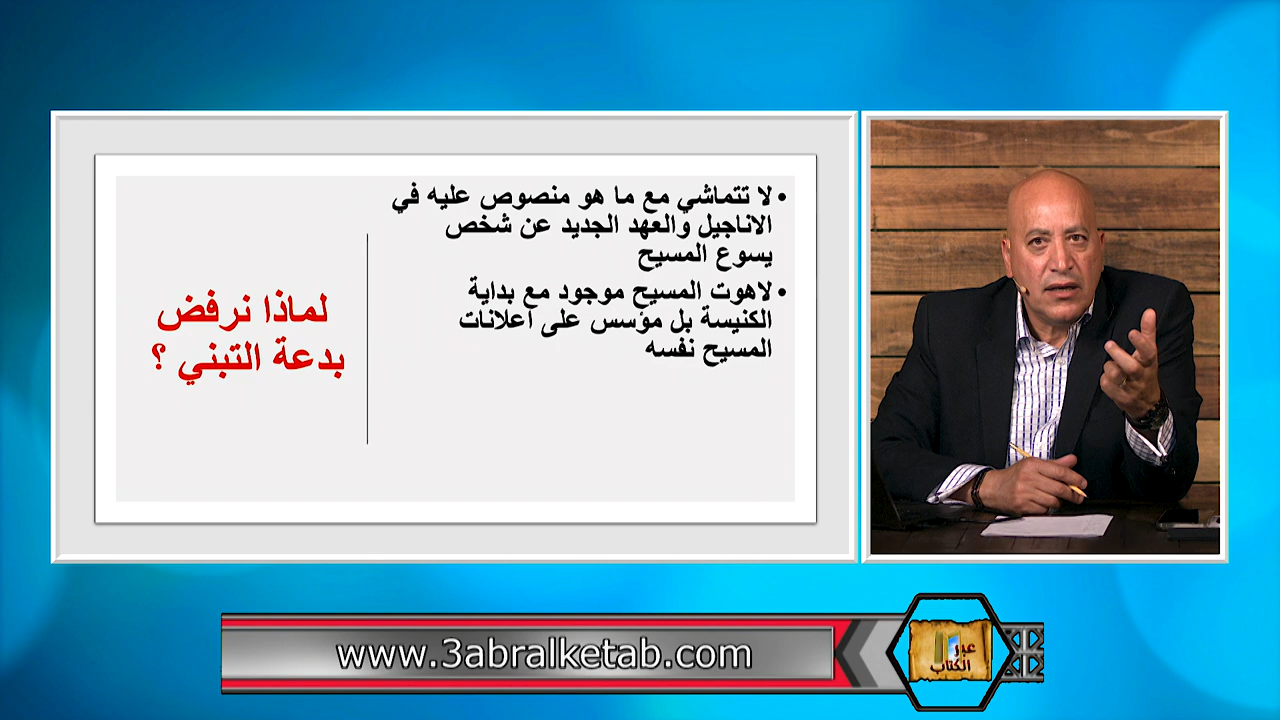 • لا تتماشي مع ما هو منصوص عليه في
الاناجيل والعهد الجديد عن شخص
يسوع المسيح
• لاهوت المسيح موجود مع بداية
الكنيسة بل مؤسس على اعلانات
المسيح نفسه
لماذا نرفض
بدعة التبني ؟
www.3abralketab.com
عبر
الكتاب